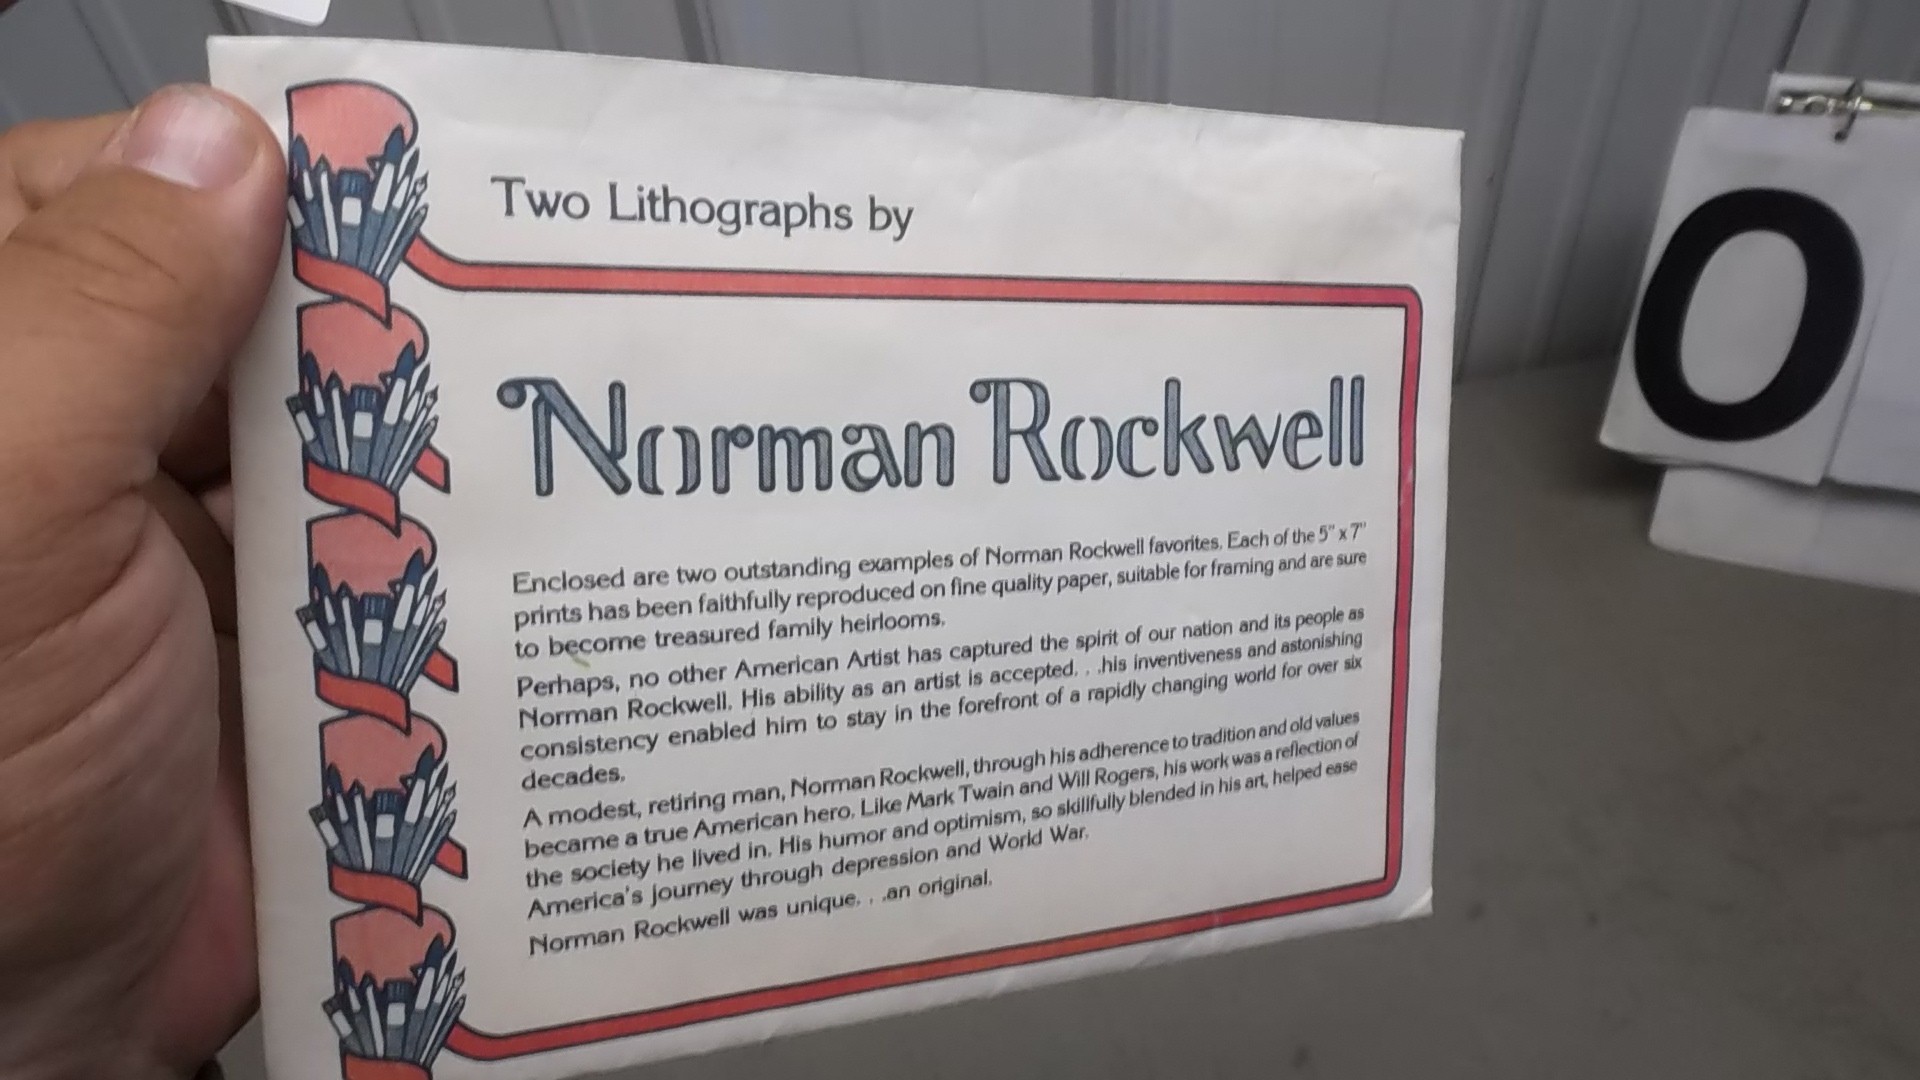 Two Lithographs by
Norman Rockwell
Enclosed are two outstanding examples of Norman Rockwell favorites. Each of the 5" x 7"
prints has been faithfully reproduced on fine quality paper, suitable for framing and are sure
to become treasured family heirlooms.
Perhaps, no other American Artist has captured the spirit of our nation and its people as
Norman Rockwell. His ability as an artist is accepted. . .his inventiveness and astonishing
consistency enabled him to stay in the forefront of a rapidly changing world for over six
decades.
A modest, retiring man, Norman Rockwell, through his adherence to tradition and old values
became a true American hero. Like Mark Twain and Will Rogers, his work was a reflection of
the society he lived in. His humor and optimism, so skillfully blended in his art, helped ease
America's journey through depression and World War.
Norman Rockwell was unique. . .an original.
O